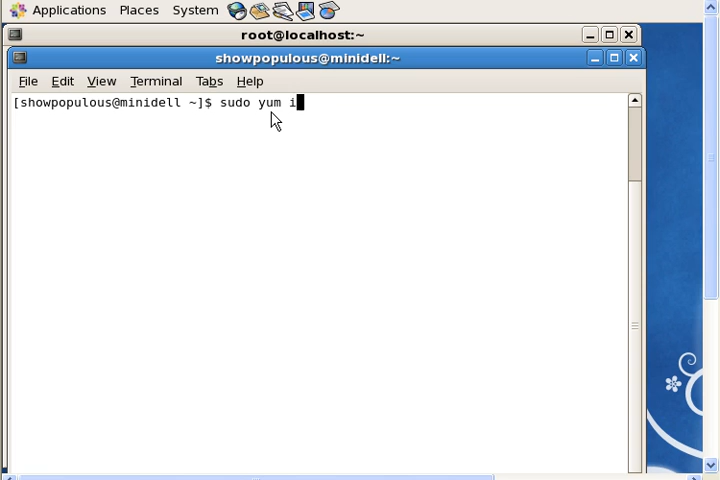 Applications Places System
root@localhost:~
showpopulous@minidell:~
File Edit View Terminal Tabs Help
[showpopulous@minidell ~]$ sudo yum i